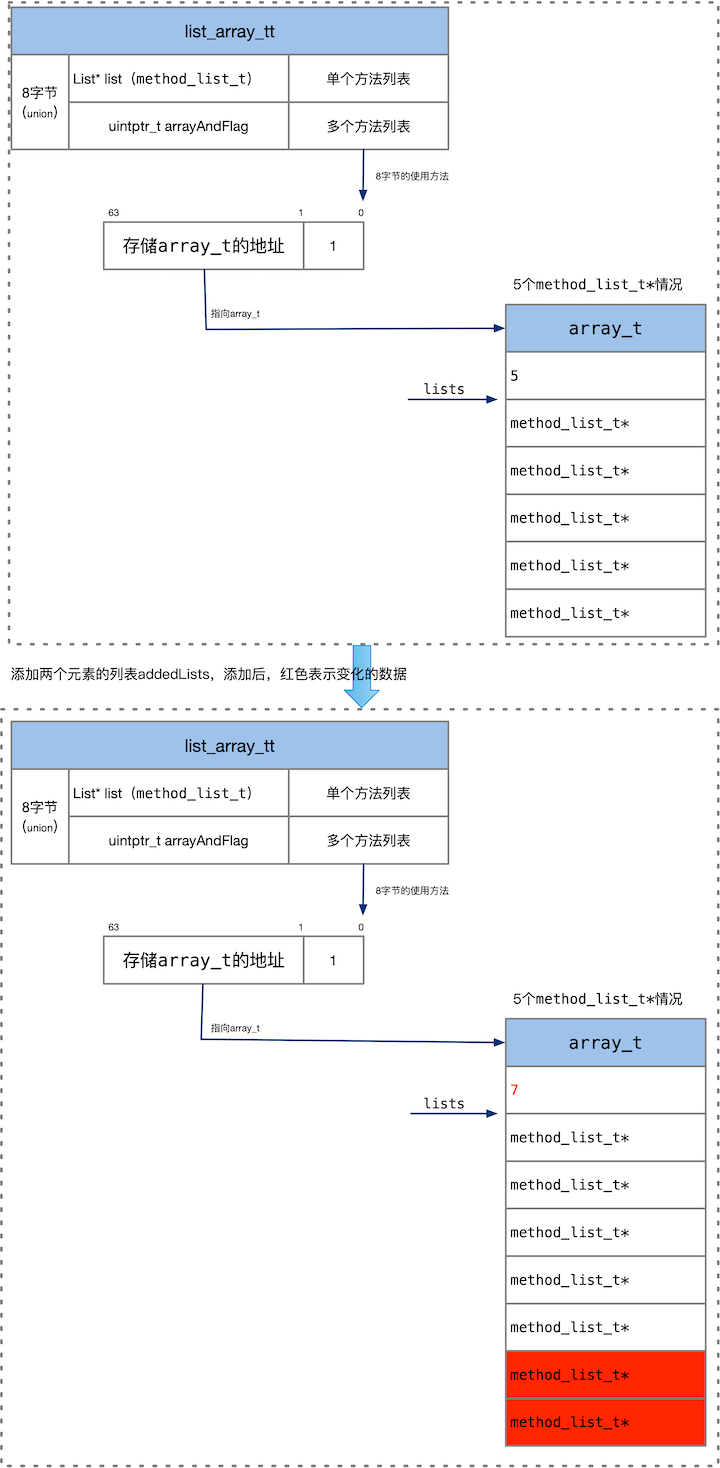 list_array_tt
8字节
(union)
List* list（method_list_t）
单个方法列表
uintptr_t arrayAndFlag
多个方法列表
8字节的使用方法
63
1
0
存储array_t的地址
1
指向array_t
5个method_list_t*情况
array_t
5
lists
method_list_t*
method_list_t*
method_list_t*
method_list_t*
method_list_t*
添加两个元素的列表addedLists，添加后，红色表示变化的数据
list_array_tt
8字节
(union)
List* list（method_list_t）
单个方法列表
uintptr_t arrayAndFlag
多个方法列表
8字节的使用方法
63
1
0
存储array_t的地址
1
指向array_t
5个method_list_t*情况
array_t
7
lists
method_list_t*
method_list_t*
method_list_t*
method_list_t*
method_list_t*
method_list_t*
method_list_t*